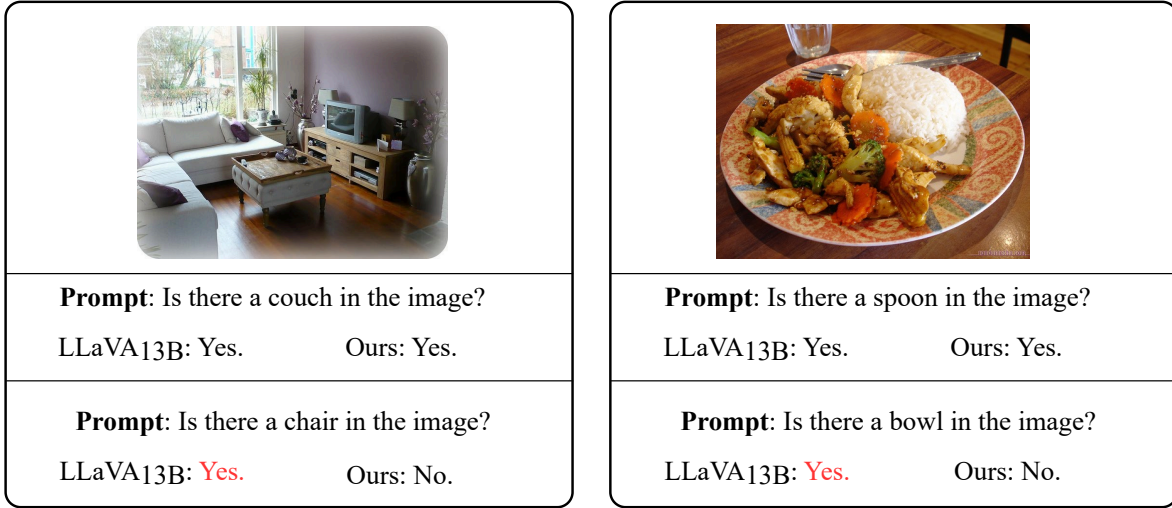 Prompt: Is there a couch in the image?
LLaVA13B: Yes. Ours: Yes.
Prompt: Is there a chair in the image?
LLaVA13B: Yes. Ours: No.
Prompt: Is there a spoon in the image?
LLaVA13B: Yes. Ours: Yes.
Prompt: Is there a bowl in the image?
LLaVA13B: Yes. Ours: No.